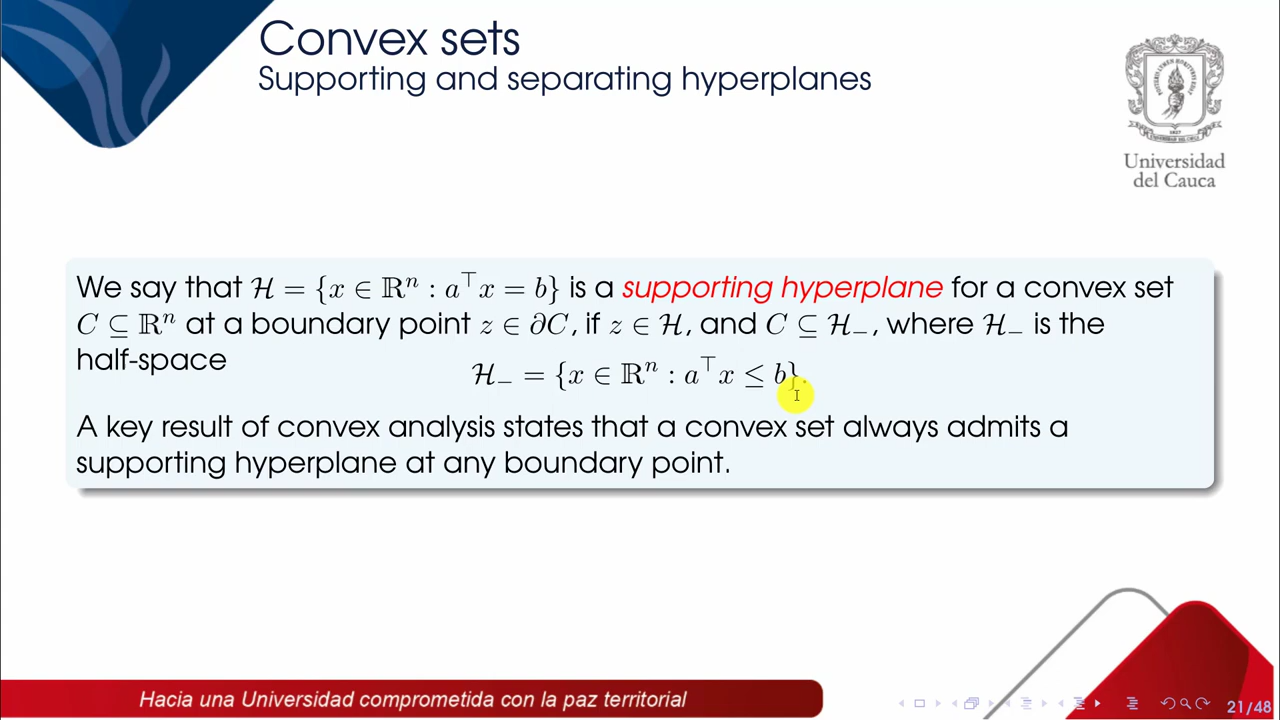 Convex sets
Supporting and separating hyperplanes
Universidad
del Cauca
We say that ℋ = {x ∈ ℝⁿ : a⊤x = b} is a supporting hyperplane for a convex set
C ⊆ ℝⁿ at a boundary point z ∈ ∂C, if z ∈ ℋ, and C ⊆ ℋ₋, where ℋ₋ is the
half-space
ℋ₋ = {x ∈ ℝⁿ : a⊤x ≤ b}.
A key result of convex analysis states that a convex set always admits a
supporting hyperplane at any boundary point.
Hacia una Universidad comprometida con la paz territorial
21/48